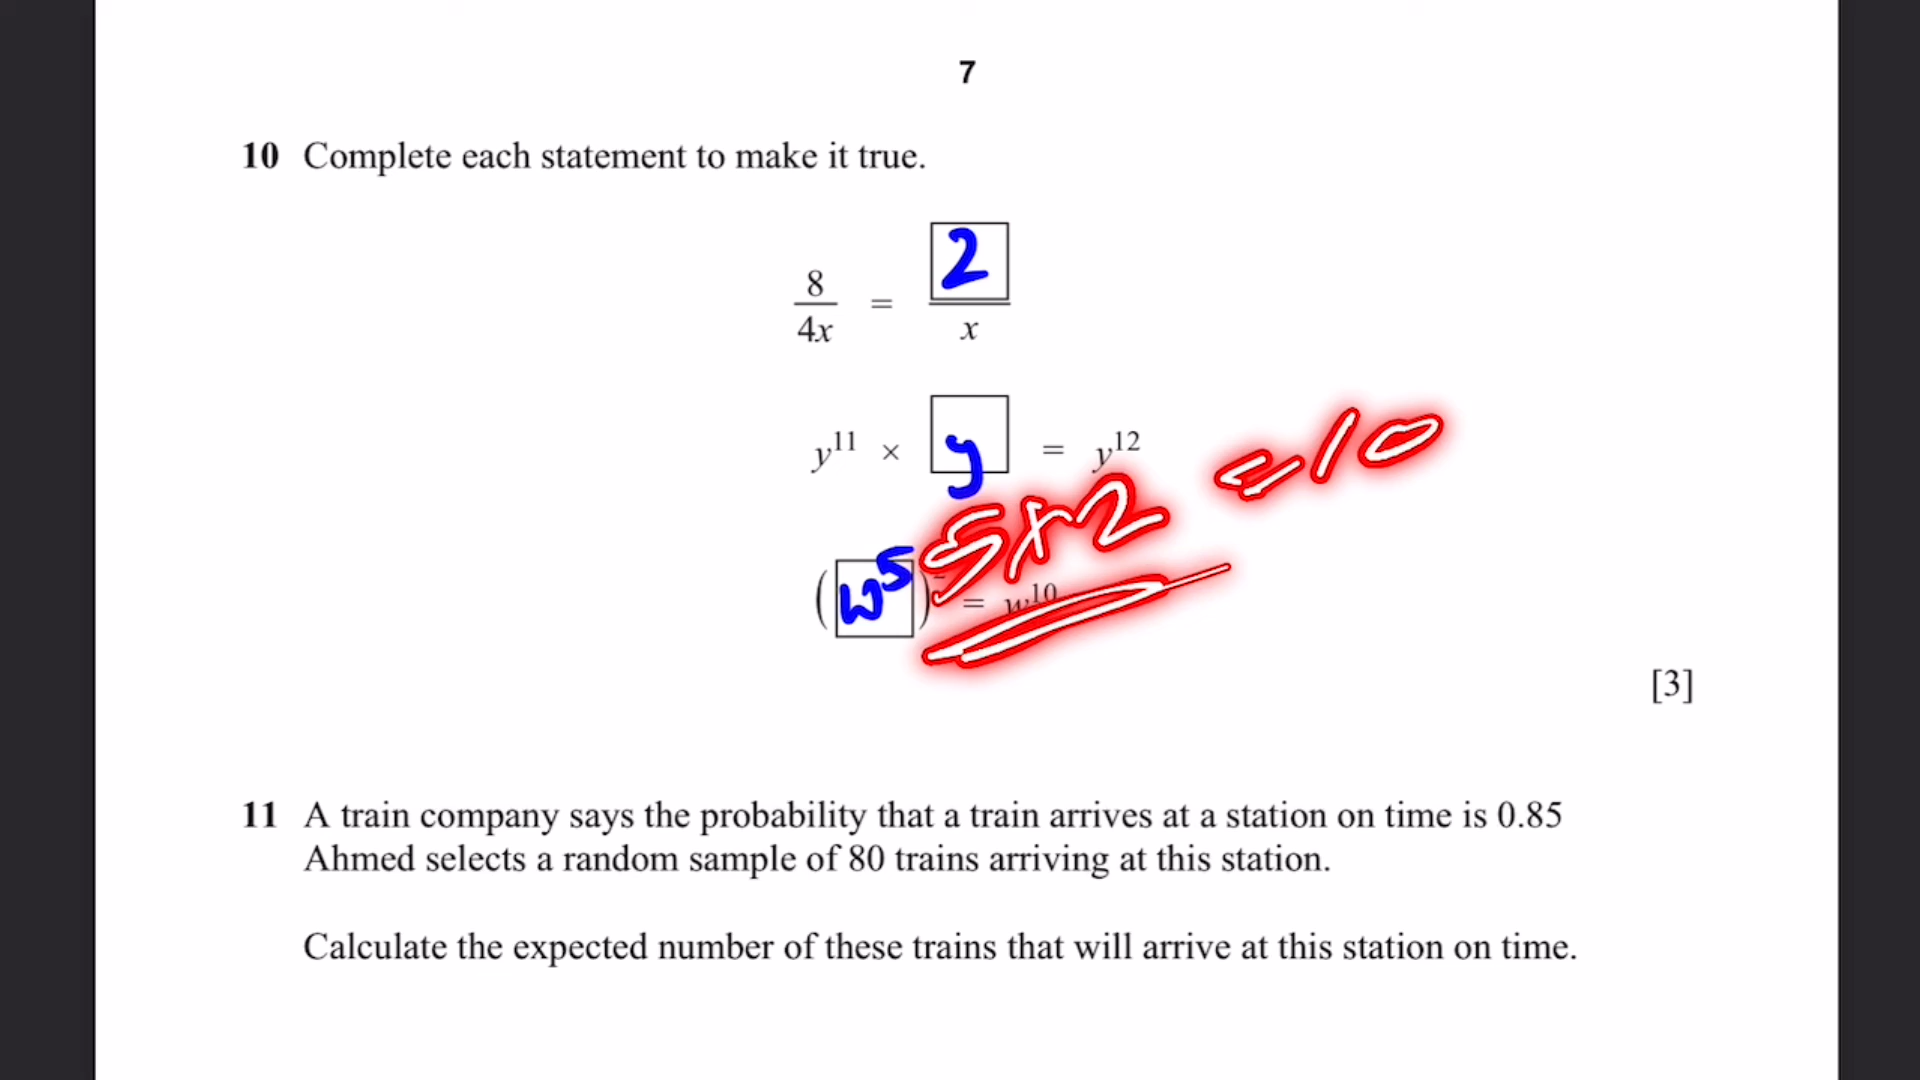 7
10 Complete each statement to make it true.
8/4x = 2/x
y¹¹ × y = y¹²
5×2 = 10
(w⁵) = w¹⁰
[3]
11 A train company says the probability that a train arrives at a station on time is 0.85
Ahmed selects a random sample of 80 trains arriving at this station.
Calculate the expected number of these trains that will arrive at this station on time.